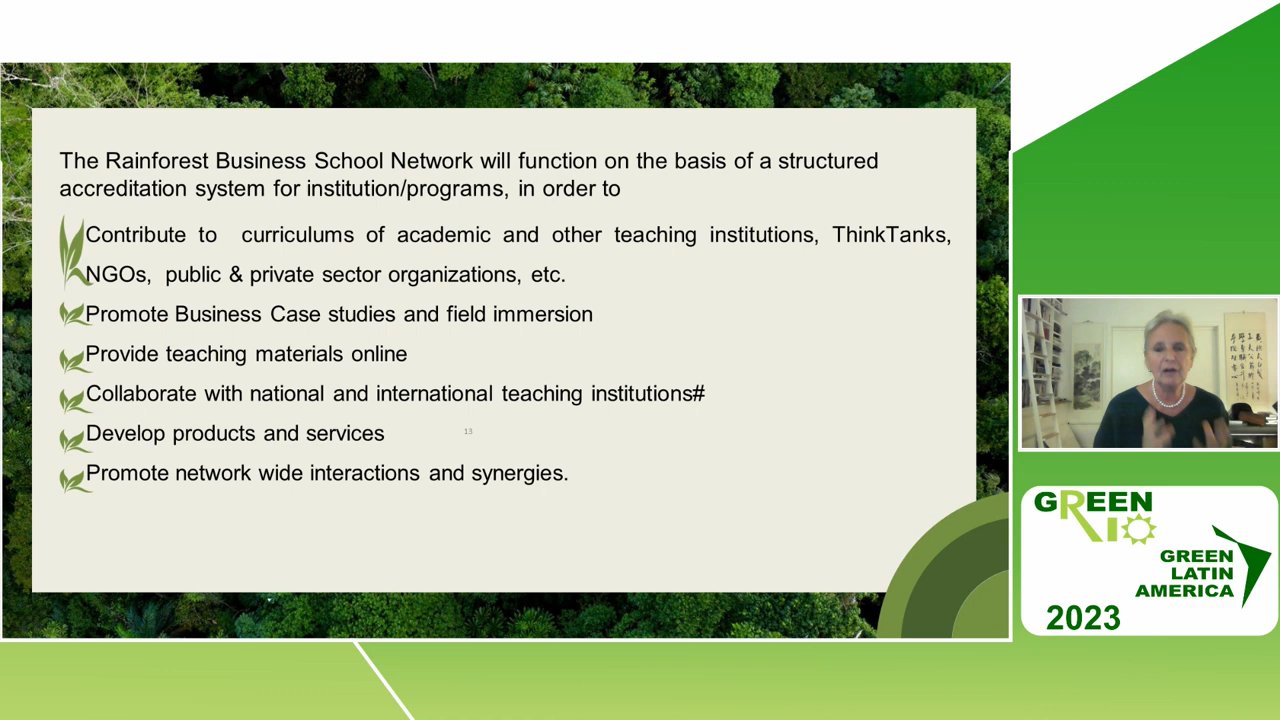 The Rainforest Business School Network will function on the basis of a structured
accreditation system for institution/programs, in order to
Contribute to curriculums of academic and other teaching institutions, ThinkTanks,
NGOs, public & private sector organizations, etc.
Promote Business Case studies and field immersion
Provide teaching materials online
Collaborate with national and international teaching institutions#
Develop products and services
13
Promote network wide interactions and synergies.
GREEN
RIO
GREEN
LATIN
AMERICA
2023